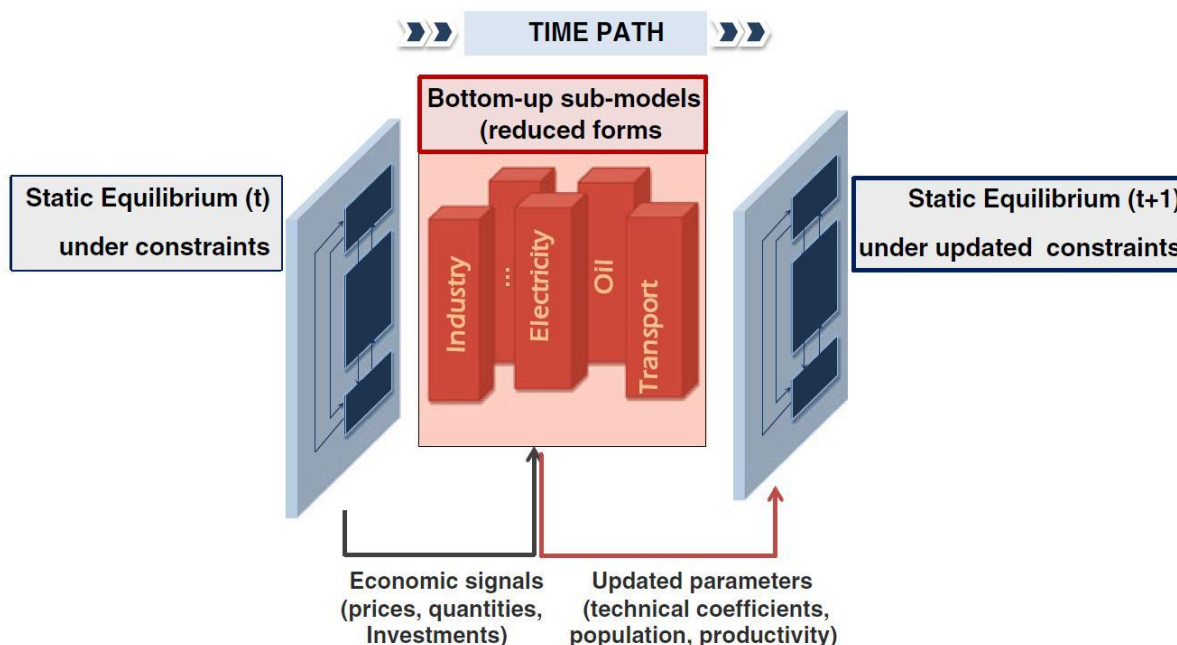 TIME PATH
Bottom-up sub-models
(reduced forms
Static Equilibrium (t)
under constraints
Industry
...
Electricity
Oil
Transport
Static Equilibrium (t+1)
under updated constraints
Economic signals
(prices, quantities,
Investments)
Updated parameters
(technical coefficients,
population, productivity)